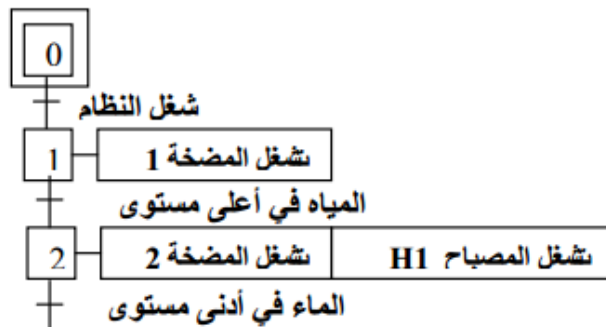 0
شغل النظام
1 تشغل المضخة 1
المياه في أعلى مستوى
2 تشغل المضخة 2 تشغل المصباح H1
الماء في أدنى مستوى